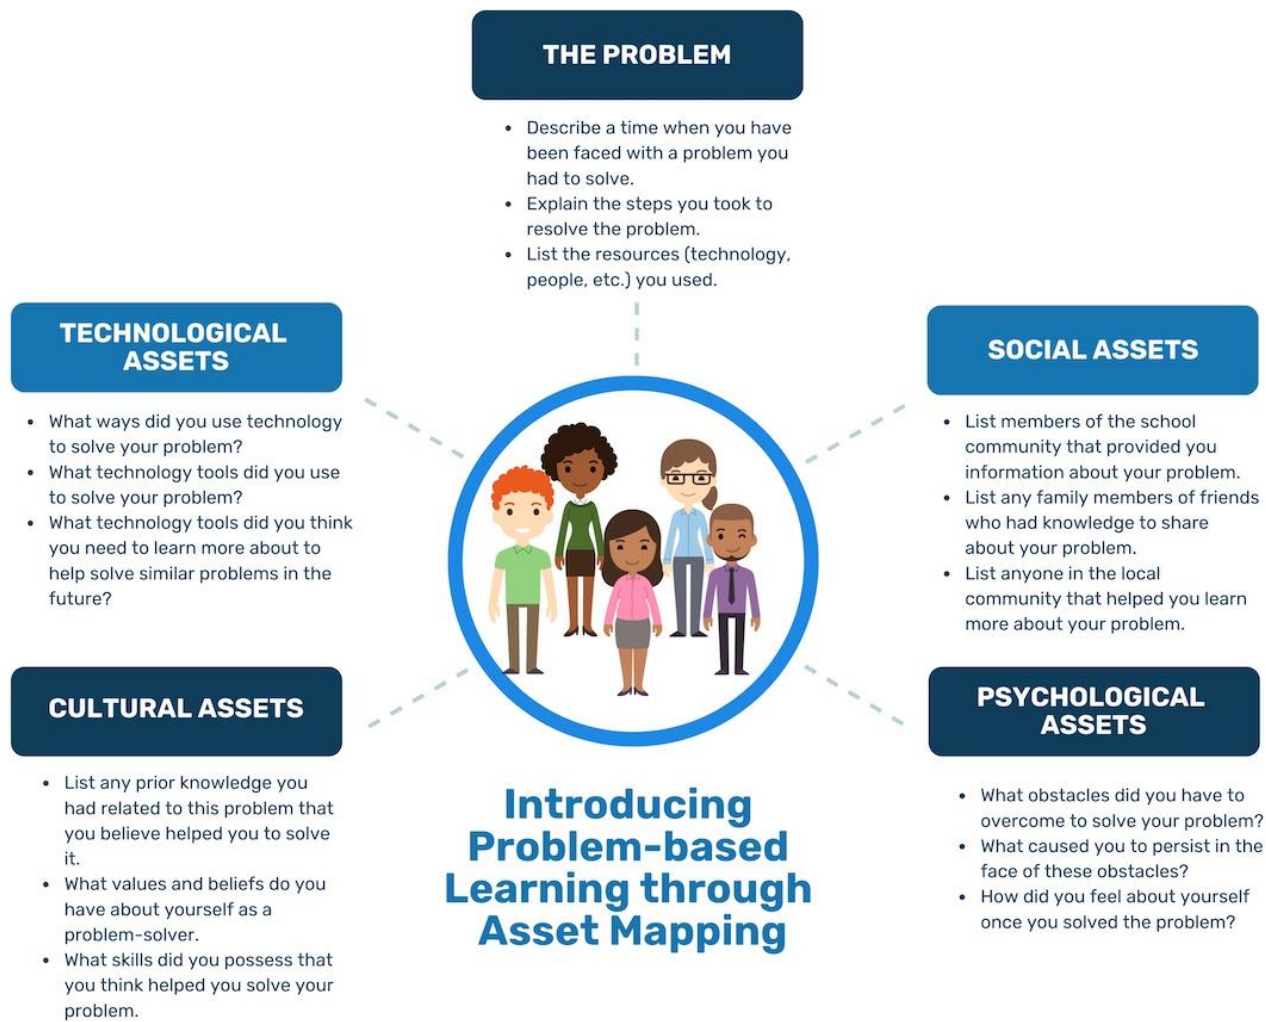 THE PROBLEM
• Describe a time when you have
been faced with a problem you
had to solve.
• Explain the steps you took to
resolve the problem.
• List the resources (technology,
people, etc.) you used.
TECHNOLOGICAL
ASSETS
• What ways did you use technology
to solve your problem?
• What technology tools did you use
to solve your problem?
• What technology tools did you think
you need to learn more about to
help solve similar problems in the
future?
SOCIAL ASSETS
• List members of the school
community that provided you
information about your problem.
• List any family members of friends
who had knowledge to share
about your problem.
• List anyone in the local
community that helped you learn
more about your problem.
CULTURAL ASSETS
• List any prior knowledge you
had related to this problem that
you believe helped you to solve
it.
• What values and beliefs do you
have about yourself as a
problem-solver.
• What skills did you possess that
you think helped you solve your
problem.
PSYCHOLOGICAL
ASSETS
• What obstacles did you have to
overcome to solve your problem?
• What caused you to persist in the
face of these obstacles?
• How did you feel about yourself
once you solved the problem?
Introducing
Problem-based
Learning through
Asset Mapping